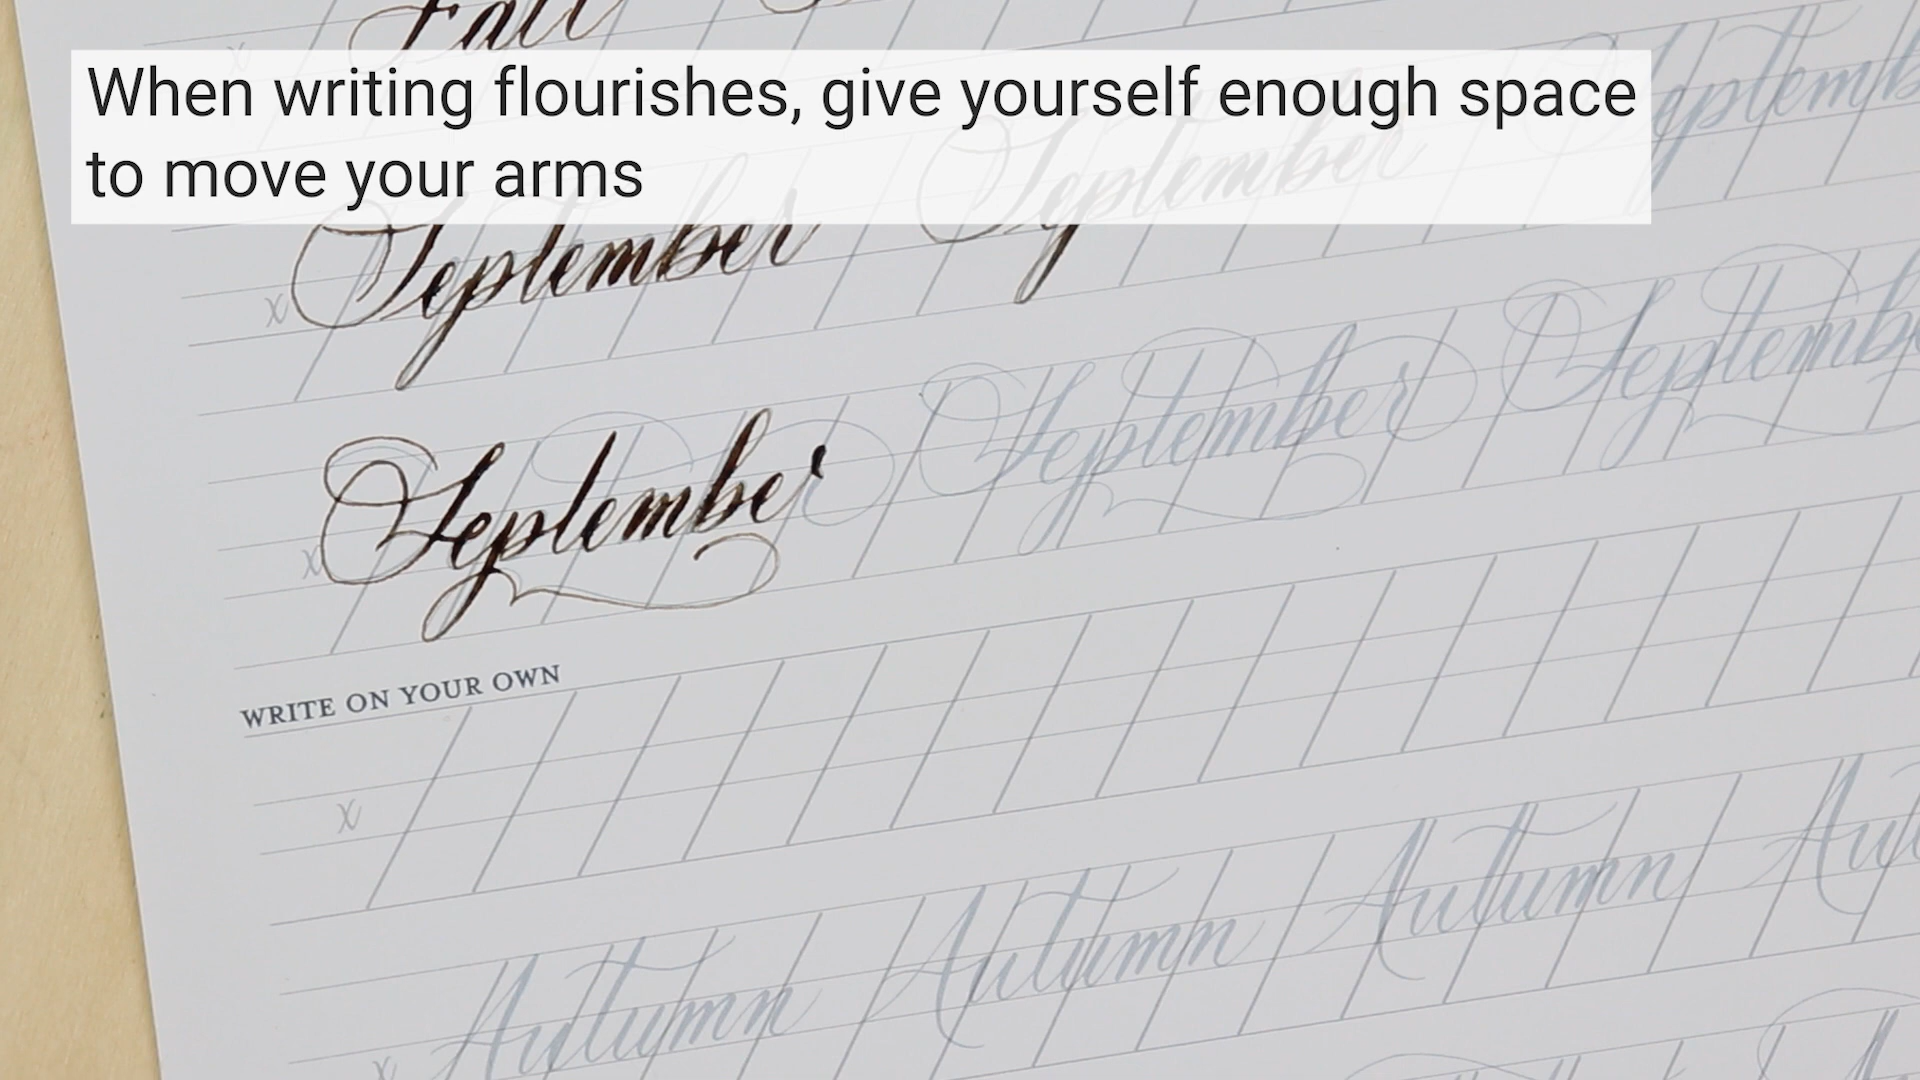 Fall
When writing flourishes, give yourself enough space
to move your arms
September September September
September September September
WRITE ON YOUR OWN
x
Autumn Autumn Autumn Au